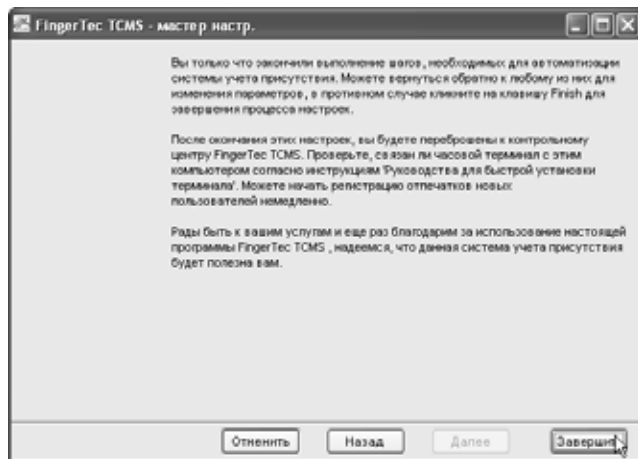 FingerTec TCMS - мастер настр.
Вы только что закончили выполнение шагов, необходимых для автоматизации
системы учета присутствия. Можете вернуться обратно к любому из них для
изменения параметров, в противном случае кликните на клавишу Finish для
завершения процесса настроек.
После окончания этих настроек, вы будете переброшены к контрольному
центру FingerTec TCMS. Проверьте, связан ли часовой терминал с этим
компьютером согласно инструкциям 'Руководства для быстрой установки
терминала'. Можете начать регистрацию отпечатков новых
пользователей немедленно.
Рады быть к вашим услугам и еще раз благодарим за использование настоящей
программы FingerTec TCMS , надеемся, что данная система учета присутствия
будет полезна вам.
Отменить Назад Далее Завершит